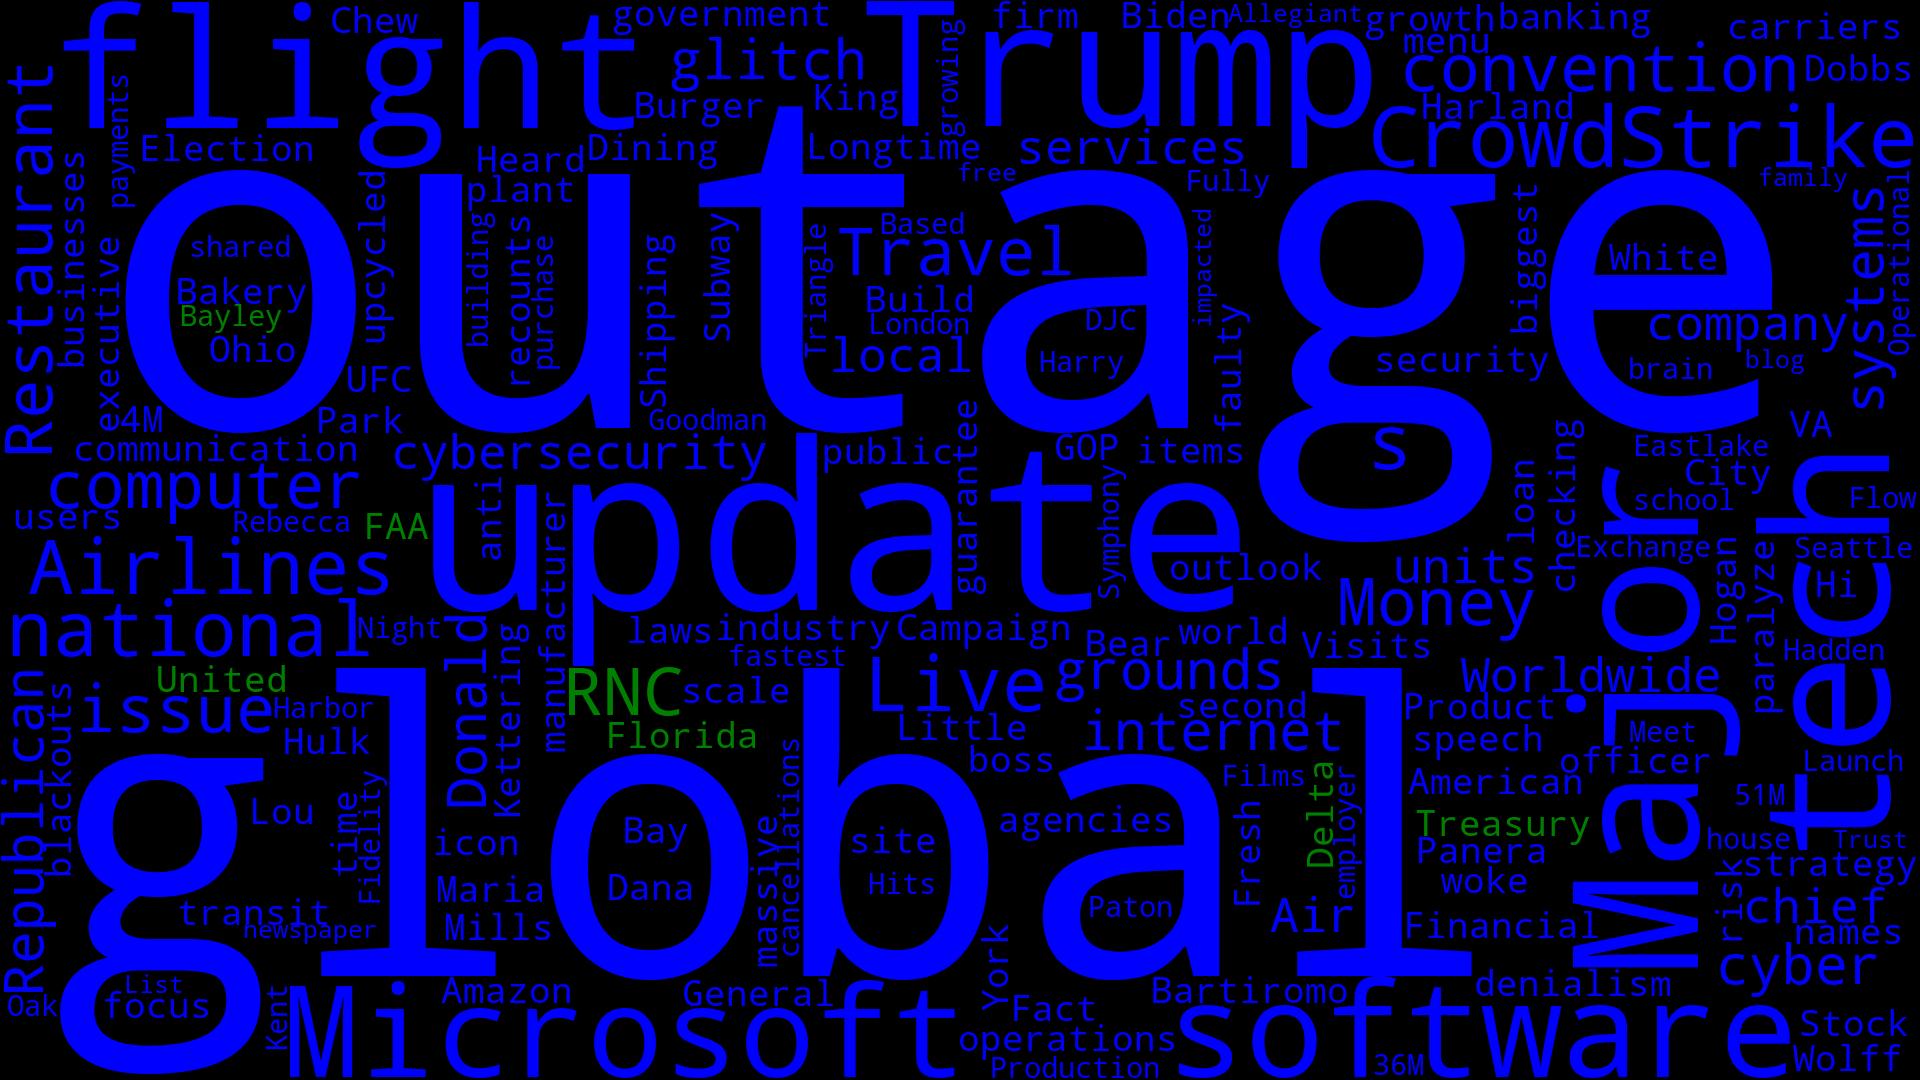 flight
Chew
government
Trump
firm
Biden
Allegiant
growth
banking
carriers
glitch
growing
menu
convention
Dobbs
Burger
King
Harland
CrowdStrike
Restaurant
payments
Election
Heard
Dining
Longtime
services
free
Fully
family
outage
businesses
plant
upcycled
shared
Bakery
Bayley
Ohio
executive
building
recounts
purchase
Shipping
Subway
Triangle
Based
Travel
Build
London
DJC
local
Harry
impacted
faulty
biggest
White
company
security
brain
blog
systems
Operational
UFC
4M
Park
Goodman
communication
cybersecurity
public
guarantee
GOP
items
s
loan
checking
Eastlake
VA
City
school
Flow
computer
users
Rebecca
FAA
anti
manufacturer
update
Symphony
outlook
units
Exchange
Seattle
Airlines
Money
Hogan
paralyze
Hi
tech
Major
national
Night
Donald
Kettering
laws
industry
Campaign
Bear
world
Visits
Hadden
fastest
United
RNC
scale
Live
grounds
Worldwide
Republican
blackouts
issue
Harbor
Hulk
Florida
Little
second
internet
Product
speech
Meet
boss
officer
Launch
global
Lou
time
Fidelity
icon
Bay
cancellations
massive
site
agencies
Films
Fresh
Delta
employer
American
51M
Treasury
house
Trust
Panera
strategy
Maria
Dana
Hits
woke
risk
transit
newspaper
Mills
Paton
Air
Financial
chief
names
York
cyber
List
Oak
focus
Kent
Microsoft
Amazon
General
Fact
Bartiromo
denialism
operations
software
Stock
Production
36M
Wolff